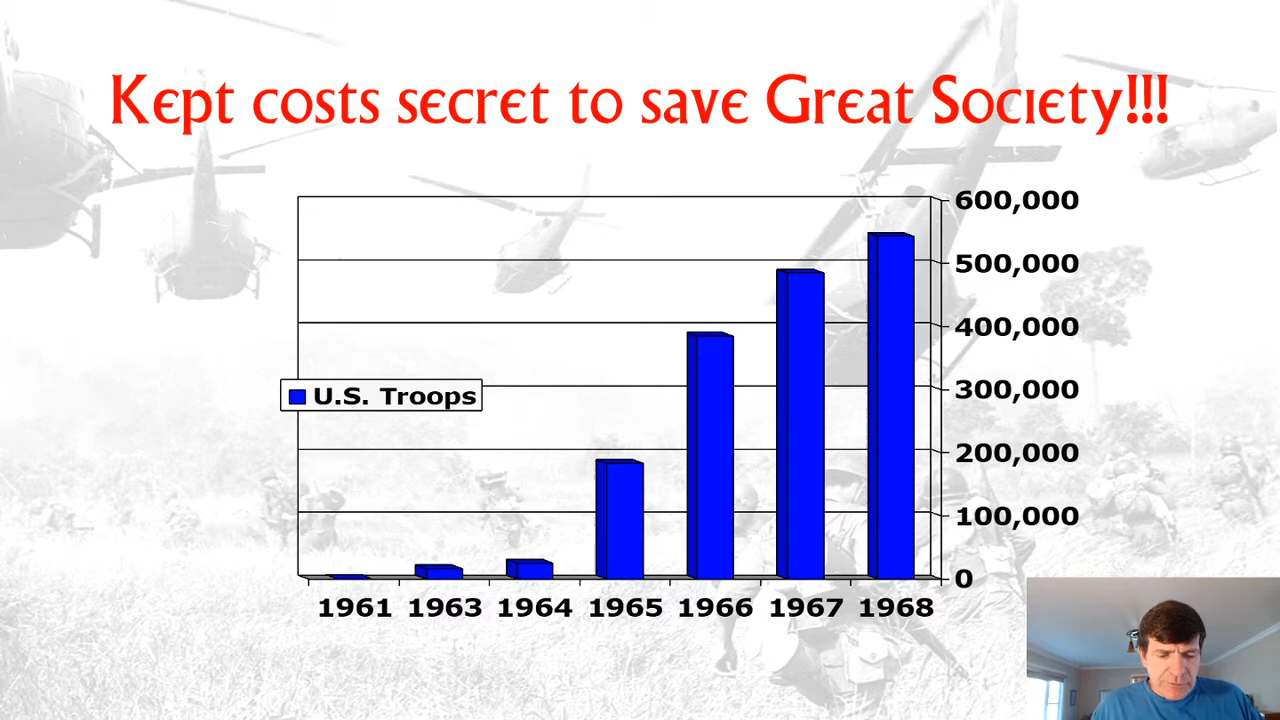 Kept costs secret to save Great Society!!!
600,000
500,000
400,000
300,000
U.S. Troops
200,000
100,000
0
1961 1963 1964 1965 1966 1967 1968